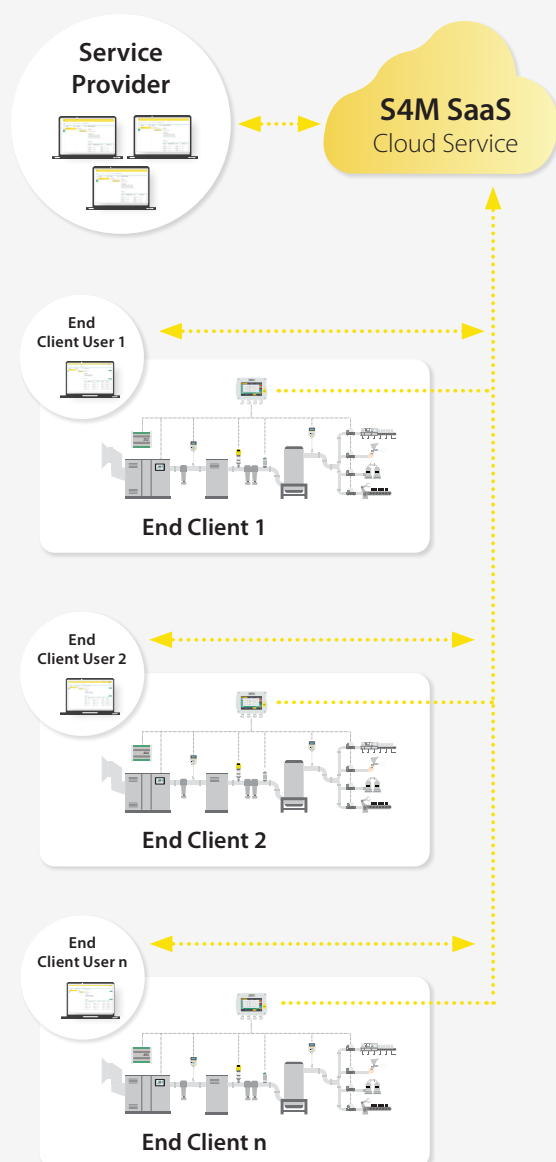 Service
Provider
S4M SaaS
Cloud Service
End
Client User 1
End Client 1
End
Client User 2
End Client 2
End
Client User n
End Client n